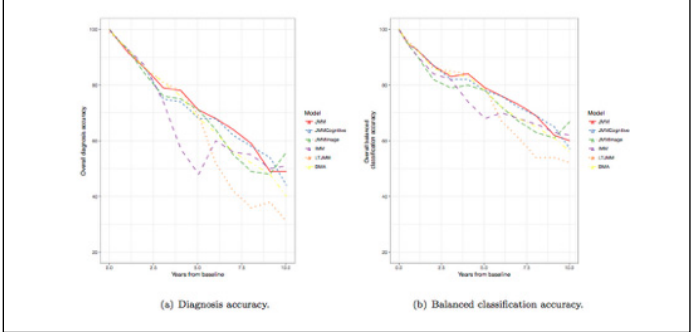 100
80
60
40
20
Overall diagnosis accuracy
0.0 2.5 5.0 7.5 10.0
Years from baseline
Model
JMM
JMMCognitive
JMMImage
IMM
LTJMM
BMA
(a) Diagnosis accuracy.
100
80
60
40
20
Overall balanced
classification accuracy
0.0 2.5 5.0 7.5 10.0
Years from baseline
Model
JMM
JMMCognitive
JMMImage
IMM
LTJMM
BMA
(b) Balanced classification accuracy.